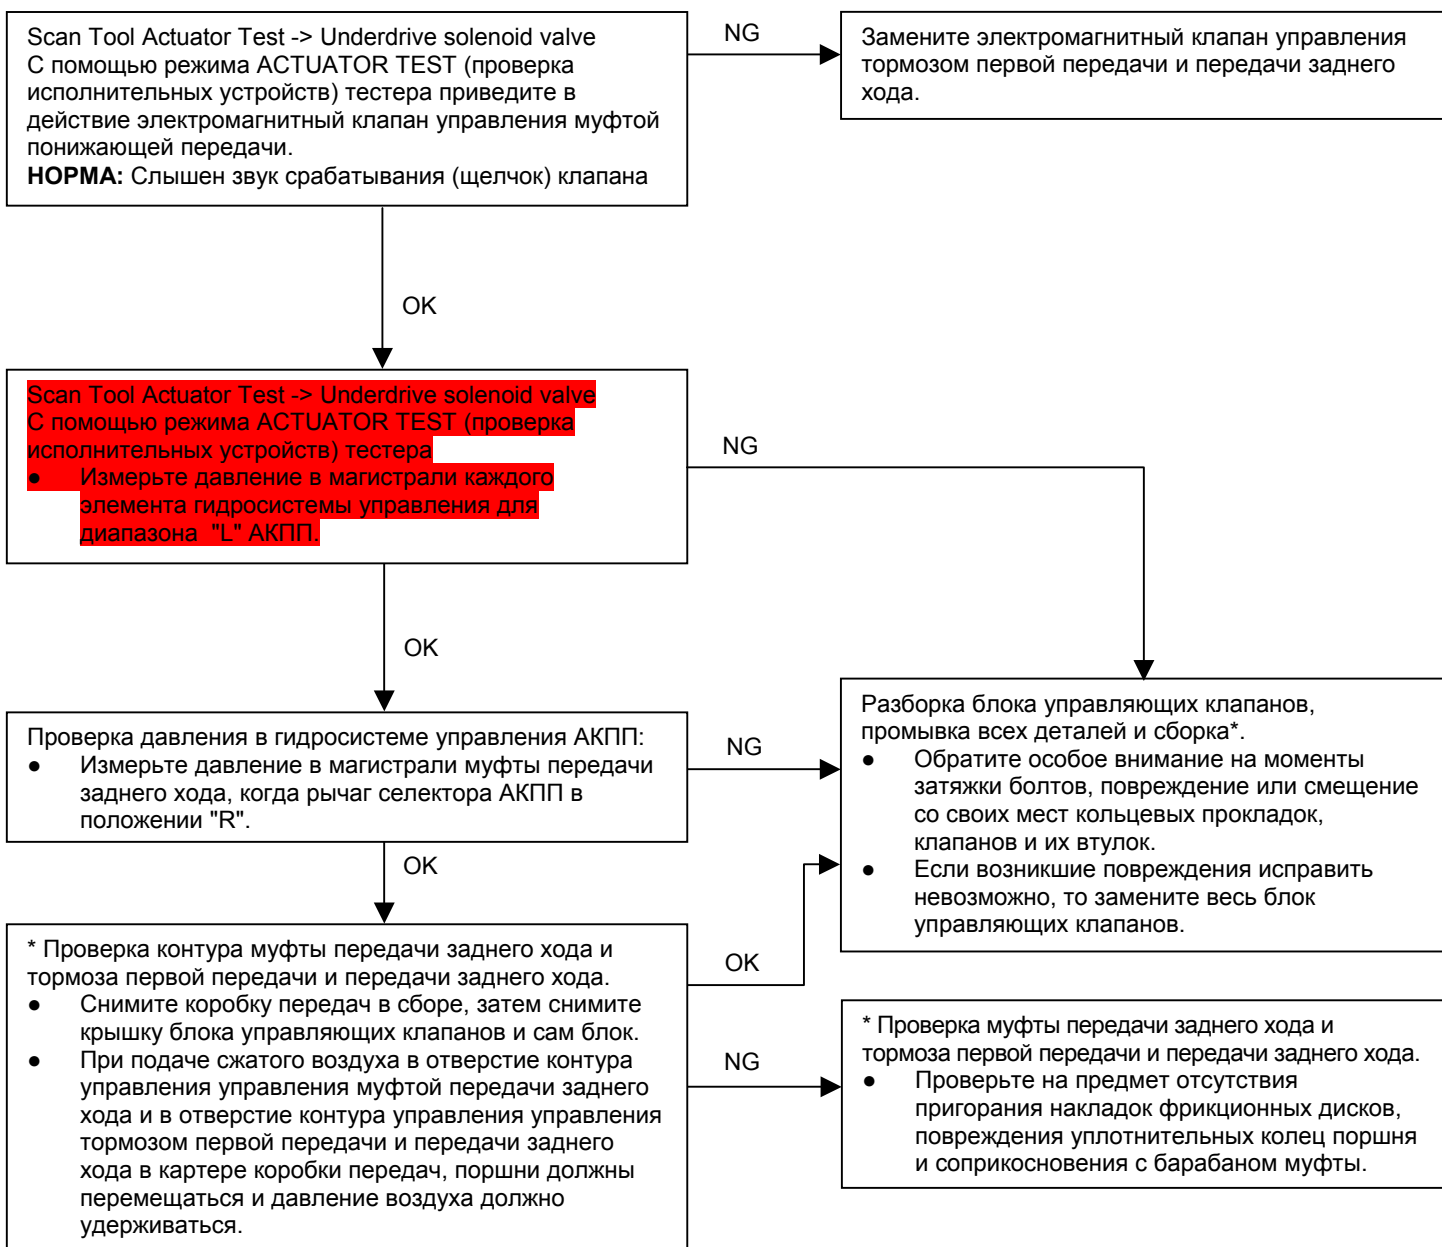 Scan Tool Actuator Test -> Underdrive solenoid valve
С помощью режима ACTUATOR TEST (проверка
исполнительных устройств) тестера приведите в
действие электромагнитный клапан управления муфтой
понижающей передачи.
НОРМА: Слышен звук срабатывания (щелчок) клапана
NG
Замените электромагнитный клапан управления
тормозом первой передачи и передачи заднего
хода.
OK
Scan Tool Actuator Test -> Underdrive solenoid valve
С помощью режима ACTUATOR TEST (проверка
исполнительных устройств) тестера
● Измерьте давление в магистрали каждого
элемента гидросистемы управления для
диапазона "L" АКПП.
NG
OK
Проверка давления в гидросистеме управления АКПП:
● Измерьте давление в магистрали муфты передачи
заднего хода, когда рычаг селектора АКПП в
положении "R".
NG
Разборка блока управляющих клапанов,
промывка всех деталей и сборка*.
● Обратите особое внимание на моменты
затяжки болтов, повреждение или смещение
со своих мест кольцевых прокладок,
клапанов и их втулок.
● Если возникшие повреждения исправить
невозможно, то замените весь блок
управляющих клапанов.
OK
* Проверка контура муфты передачи заднего хода и
тормоза первой передачи и передачи заднего хода.
● Снимите коробку передач в сборе, затем снимите
крышку блока управляющих клапанов и сам блок.
● При подаче сжатого воздуха в отверстие контура
управления управления муфтой передачи заднего
хода и в отверстие контура управления управления
тормозом первой передачи и передачи заднего
хода в картере коробки передач, поршни должны
перемещаться и давление воздуха должно
удерживаться.
OK
NG
* Проверка муфты передачи заднего хода и
тормоза первой передачи и передачи заднего хода.
● Проверьте на предмет отсутствия
пригорания накладок фрикционных дисков,
повреждения уплотнительных колец поршня
и соприкосновения с барабаном муфты.